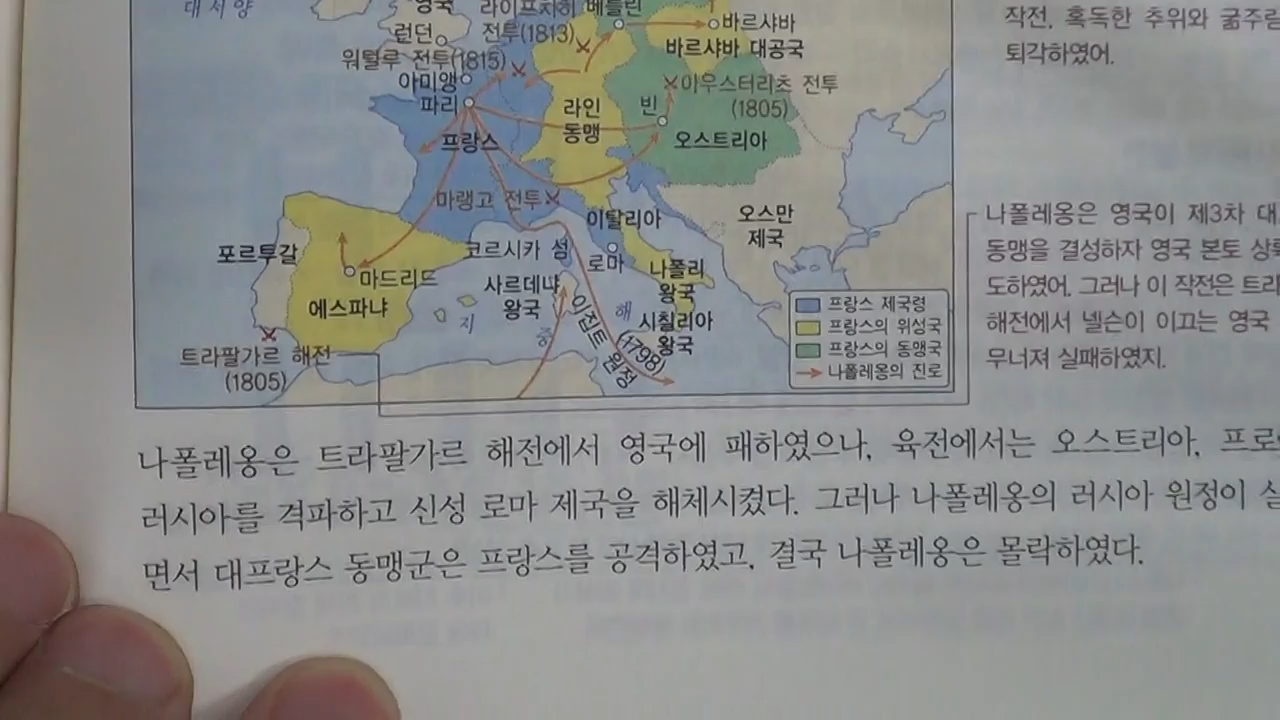 대서양
영국
런던
라이프치히 베를린
전투(1813)
바르샤바
바르샤바 대공국
워털루 전투(1815)
아미앵
파리
프랑스
라인
동맹
빈
아우스터리츠 전투
(1805)
오스트리아
마랭고 전투
이탈리아
오스만
제국
포르투갈
마드리드
에스파냐
코르시카 섬
로마
사르데냐
왕국
나폴리
왕국
시칠리아
왕국
지
중
해
이집트 원정
(1798)
트라팔가르 해전
(1805)
프랑스 제국령
프랑스의 위성국
프랑스의 동맹국
나폴레옹의 진로
작전, 혹독한 추위와
퇴각하였어.
나폴레옹은 영국이 제3차
동맹을 결성하자 영국 본토
도하였어. 그러나 이 작전은
해전에서 넬슨이 이끄는 영국
무너져 실패하였지.
나폴레옹은 트라팔가르 해전에서 영국에 패하였으나, 육전에서는 오스트리아,
러시아를 격파하고 신성 로마 제국을 해체시켰다. 그러나 나폴레옹의 러시아 원정이
면서 대프랑스 동맹군은 프랑스를 공격하였고, 결국 나폴레옹은 몰락하였다.